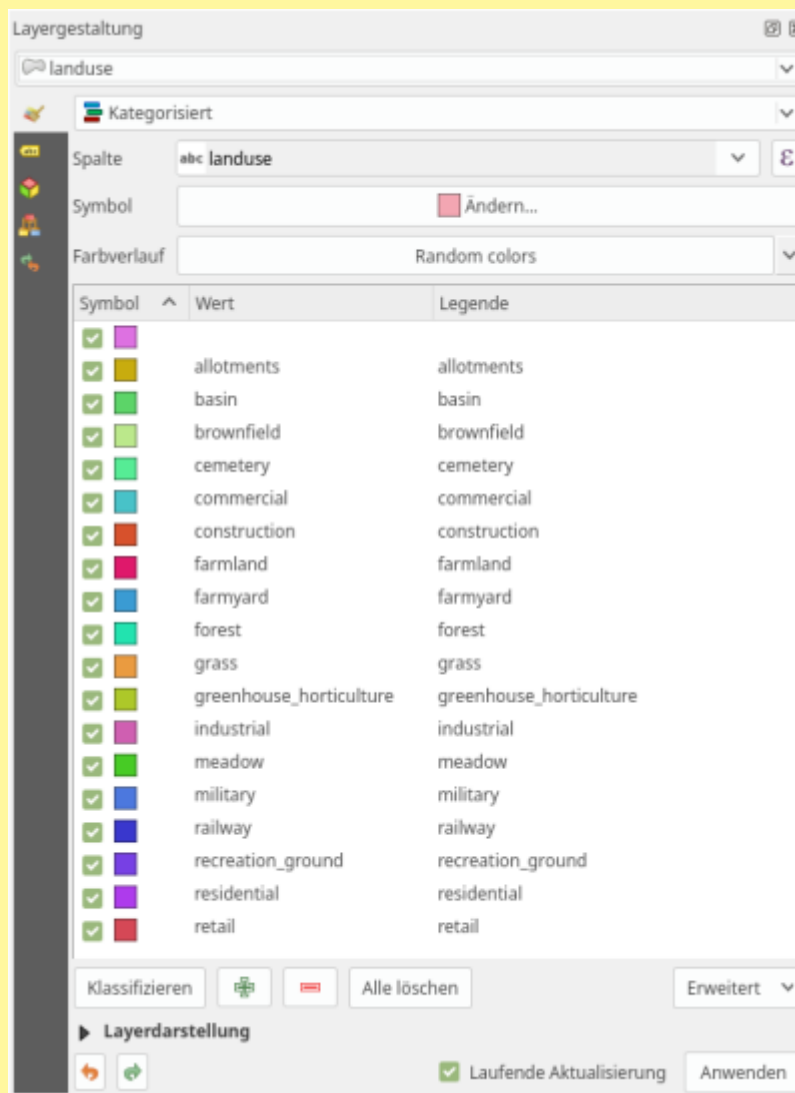 Layergestaltung
landuse
Kategorisiert
Spalte abc landuse ε
Symbol Ändern...
Farbverlauf Random colors
Symbol Wert Legende
allotments allotments
basin basin
brownfield brownfield
cemetery cemetery
commercial commercial
construction construction
farmland farmland
farmyard farmyard
forest forest
grass grass
greenhouse_horticulture greenhouse_horticulture
industrial industrial
meadow meadow
military military
railway railway
recreation_ground recreation_ground
residential residential
retail retail
Klassifizieren Alle löschen Erweitert
Layerdarstellung
Laufende Aktualisierung Anwenden